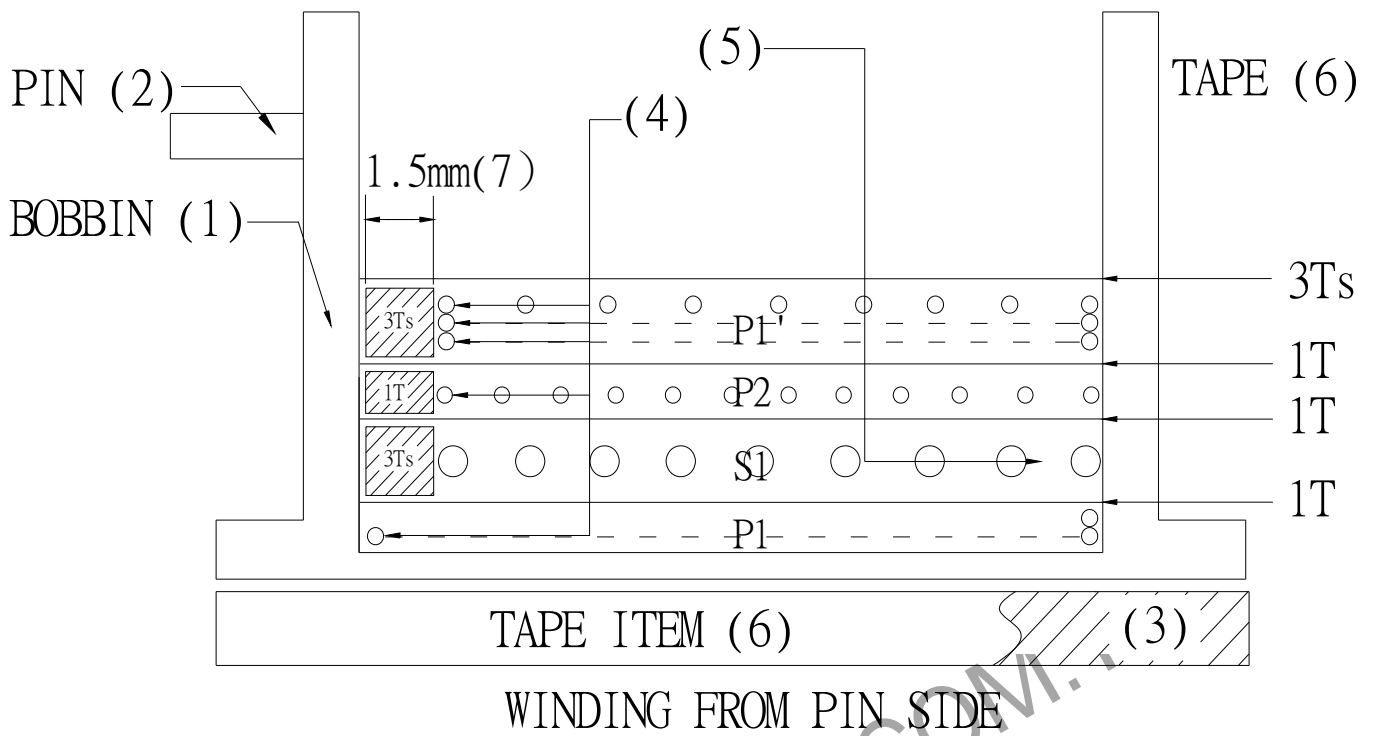 (5)
TAPE (6)
PIN (2)
(4)
1.5mm(7)
BOBBIN (1)
3Ts
3Ts
P1'
1T
1T
P2
1T
3Ts
S1
1T
P1
TAPE ITEM (6)
(3)
WINDING FROM PIN SIDE
COM.